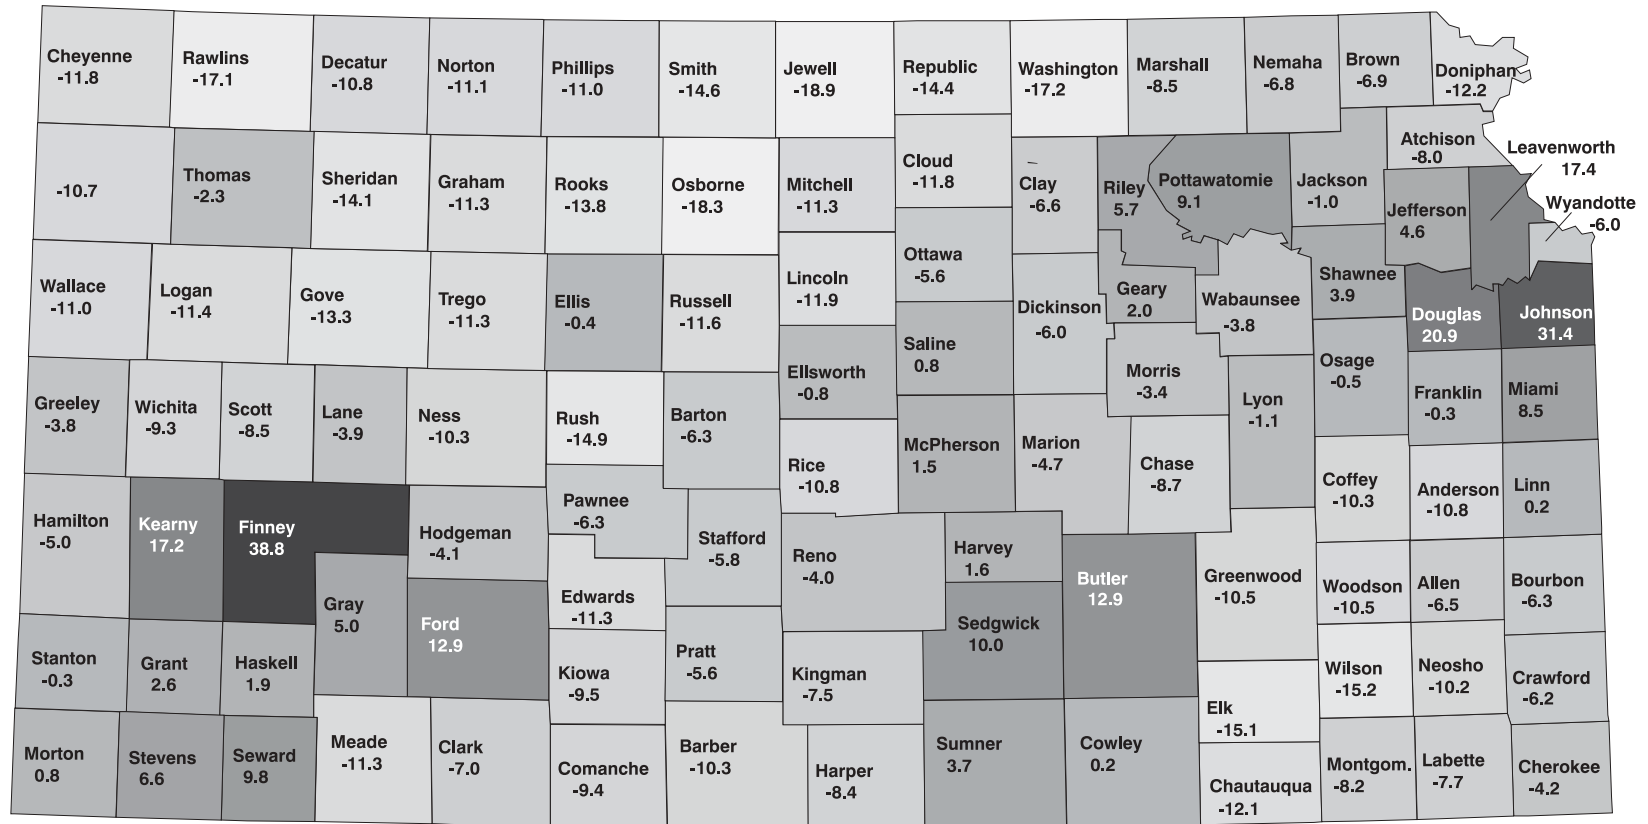 Cheyenne
-11.8
Rawlins
-17.1
Decatur
-10.8
Norton
-11.1
Phillips
-11.0
Smith
-14.6
Jewell
-18.9
Republic
-14.4
Washington
-17.2
Marshall
-8.5
Nemaha
-6.8
Brown
-6.9
Doniphan
-12.2
-10.7
Thomas
-2.3
Sheridan
-14.1
Graham
-11.3
Rooks
-13.8
Osborne
-18.3
Mitchell
-11.3
Cloud
-11.8
Clay
-6.6
Riley
5.7
Pottawatomie
9.1
Jackson
-1.0
Atchison
-8.0
Jefferson
4.6
Leavenworth
17.4
Wyandotte
-6.0
Wallace
-11.0
Logan
-11.4
Gove
-13.3
Trego
-11.3
Ellis
-0.4
Russell
-11.6
Lincoln
-11.9
Ottawa
-5.6
Dickinson
-6.0
Geary
2.0
Wabaunsee
-3.8
Shawnee
3.9
Douglas
20.9
Johnson
31.4
Ellsworth
-0.8
Saline
0.8
Morris
-3.4
Osage
-0.5
Franklin
-0.3
Miami
8.5
Greeley
-3.8
Wichita
-9.3
Scott
-8.5
Lane
-3.9
Ness
-10.3
Rush
-14.9
Barton
-6.3
Rice
-10.8
McPherson
1.5
Marion
-4.7
Chase
-8.7
Lyon
-1.1
Coffey
-10.3
Anderson
-10.8
Linn
0.2
Hamilton
-5.0
Kearny
17.2
Finney
38.8
Hodgeman
-4.1
Pawnee
-6.3
Stafford
-5.8
Reno
-4.0
Harvey
1.6
Butler
12.9
Greenwood
-10.5
Woodson
-10.5
Allen
-6.5
Bourbon
-6.3
Gray
5.0
Ford
12.9
Edwards
-11.3
Sedgwick
10.0
Stanton
-0.3
Grant
2.6
Haskell
1.9
Kiowa
-9.5
Pratt
-5.6
Kingman
-7.5
Wilson
-15.2
Neosho
-10.2
Crawford
-6.2
Elk
-15.1
Morton
0.8
Stevens
6.6
Seward
9.8
Meade
-11.3
Clark
-7.0
Comanche
-9.4
Barber
-10.3
Harper
-8.4
Sumner
3.7
Cowley
0.2
Chautauqua
-12.1
Montgom.
-8.2
Labette
-7.7
Cherokee
-4.2